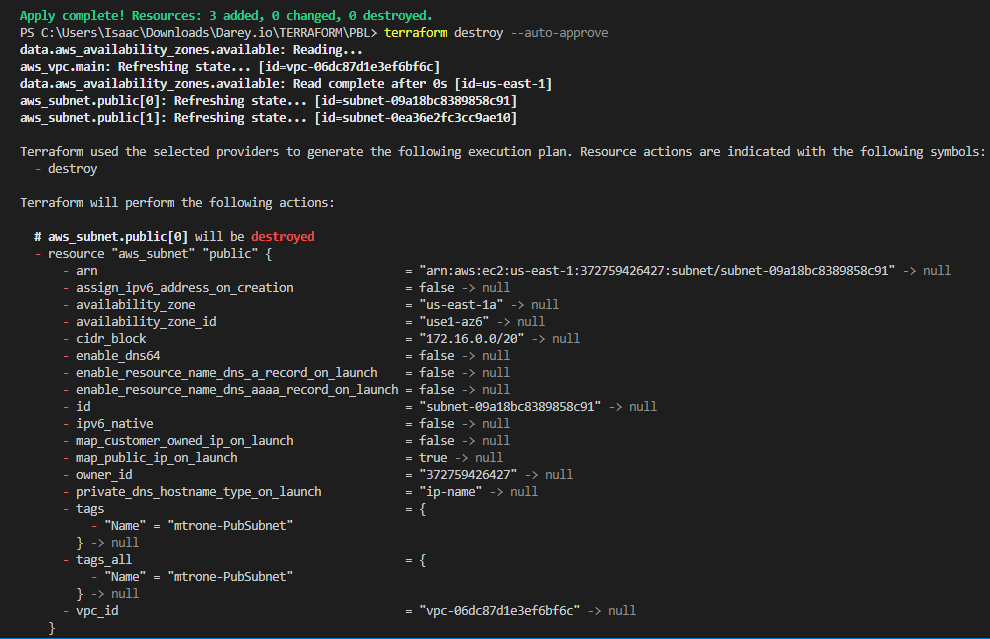 Apply complete! Resources: 3 added, 0 changed, 0 destroyed.
PS C:\Users\Isaac\Downloads\Darey.io\TERRAFORM\PBL> terraform destroy --auto-approve
data.aws_availability_zones.available: Reading...
aws_vpc.main: Refreshing state... [id=vpc-06dc87d1e3ef6bf6c]
data.aws_availability_zones.available: Read complete after 0s [id=us-east-1]
aws_subnet.public[0]: Refreshing state... [id=subnet-09a18bc8389858c91]
aws_subnet.public[1]: Refreshing state... [id=subnet-0ea36e2fc3cc9ae10]
Terraform used the selected providers to generate the following execution plan. Resource actions are indicated with the following symbols:
- destroy
Terraform will perform the following actions:
# aws_subnet.public[0] will be destroyed
- resource "aws_subnet" "public" {
- arn = "arn:aws:ec2:us-east-1:372759426427:subnet/subnet-09a18bc8389858c91" -> null
- assign_ipv6_address_on_creation = false -> null
- availability_zone = "us-east-1a" -> null
- availability_zone_id = "use1-az6" -> null
- cidr_block = "172.16.0.0/20" -> null
- enable_dns64 = false -> null
- enable_resource_name_dns_a_record_on_launch = false -> null
- enable_resource_name_dns_aaaa_record_on_launch = false -> null
- id = "subnet-09a18bc8389858c91" -> null
- ipv6_native = false -> null
- map_customer_owned_ip_on_launch = false -> null
- map_public_ip_on_launch = true -> null
- owner_id = "372759426427" -> null
- private_dns_hostname_type_on_launch = "ip-name" -> null
- tags = {
- "Name" = "mtrone-PubSubnet"
} -> null
- tags_all = {
- "Name" = "mtrone-PubSubnet"
} -> null
- vpc_id = "vpc-06dc87d1e3ef6bf6c" -> null
}